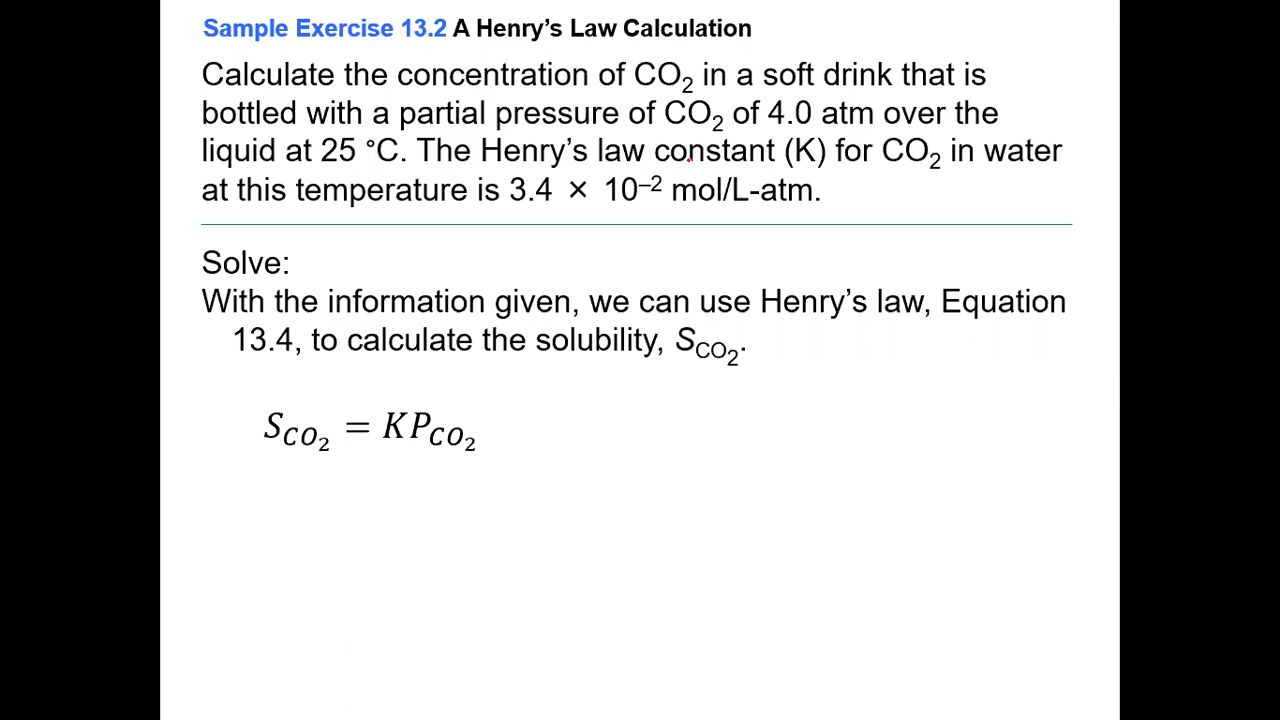 Sample Exercise 13.2 A Henry’s Law Calculation
Calculate the concentration of CO₂ in a soft drink that is
bottled with a partial pressure of CO₂ of 4.0 atm over the
liquid at 25 °C. The Henry’s law constant (K) for CO₂ in water
at this temperature is 3.4 × 10⁻² mol/L-atm.
Solve:
With the information given, we can use Henry’s law, Equation
13.4, to calculate the solubility, S_CO₂.
S_CO₂ = KP_CO₂